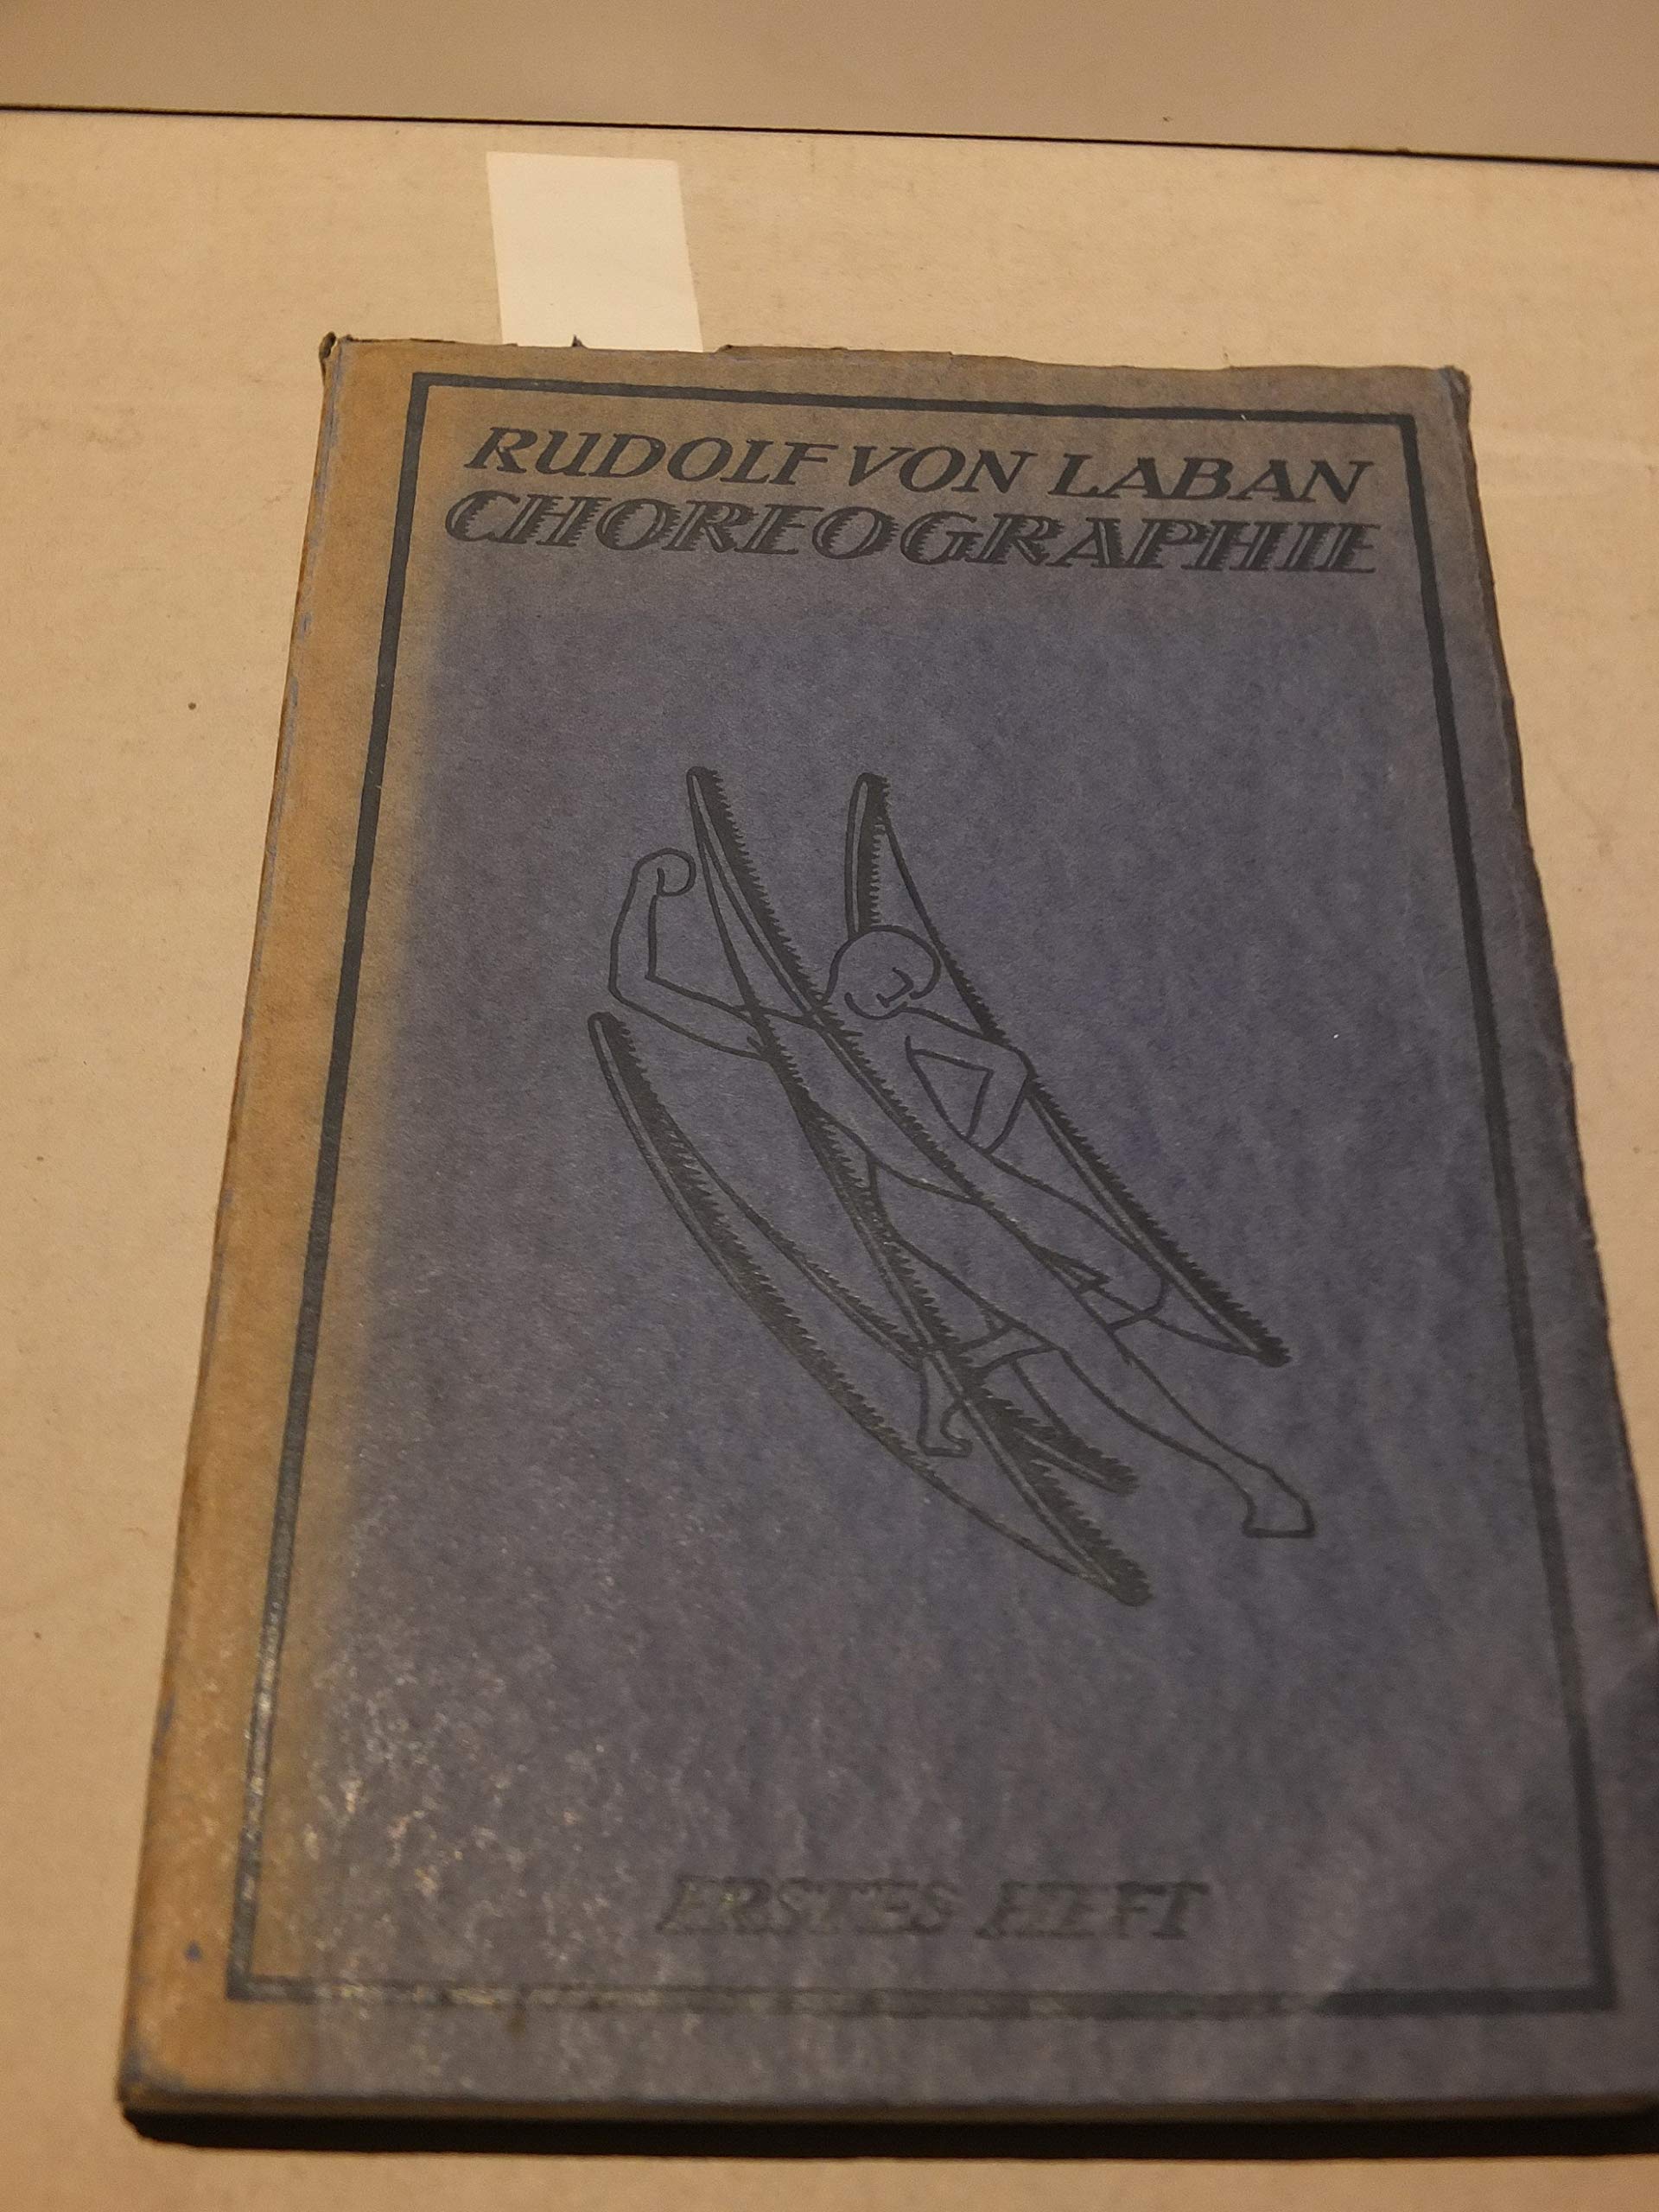 RUDOLF VON LABAN
CHOREOGRAPHIE
ERSTES HEFT